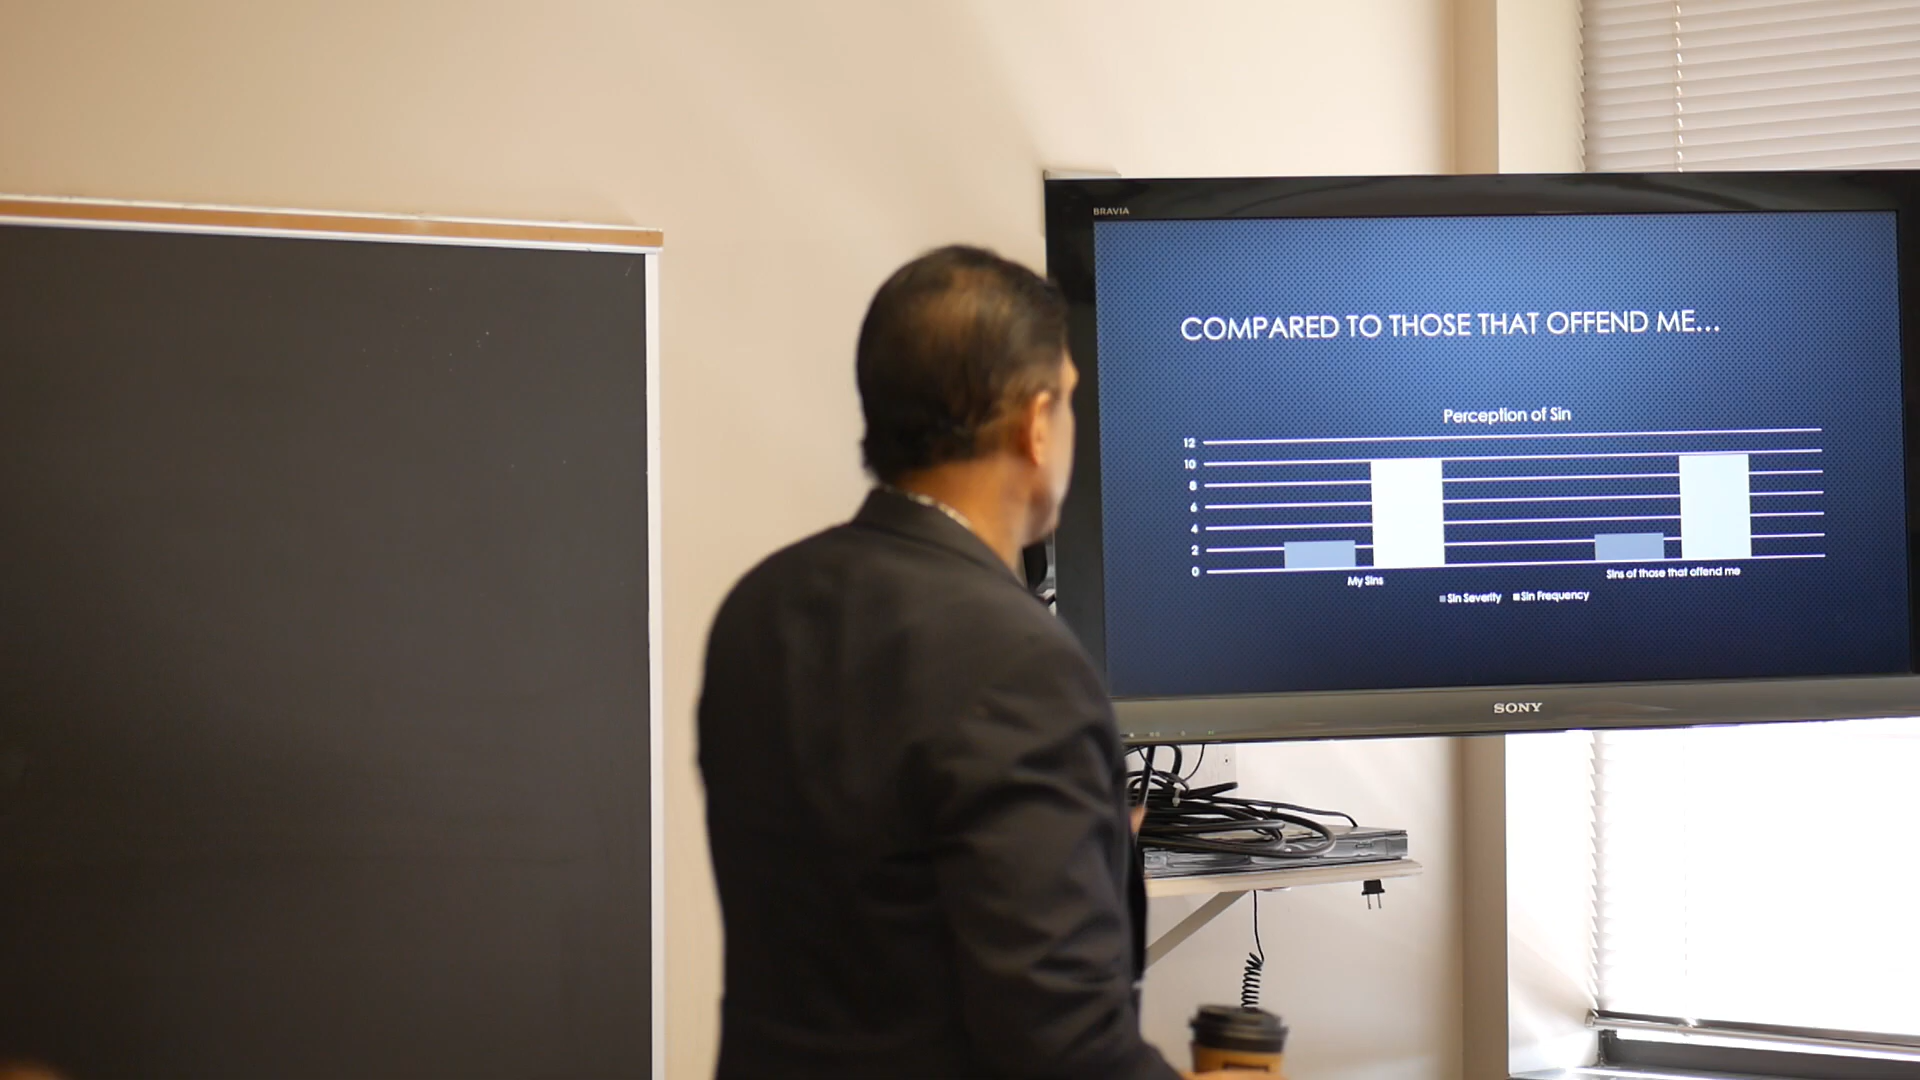 BRAVIA
COMPARED TO THOSE THAT OFFEND ME...
Perception of Sin
12
10
8
6
4
2
0
My Sins
Sins of those that offend me
Sin Severity
Sin Frequency
SONY